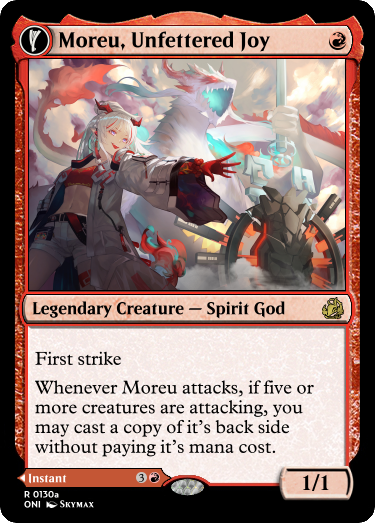 Moreu, Unfettered Joy
Legendary Creature — Spirit God
First strike
Whenever Moreu attacks, if five or
more creatures are attacking, you
may cast a copy of it's back side
without paying it's mana cost.
Instant 3
1/1
R 0130a
ONI SKYMAX